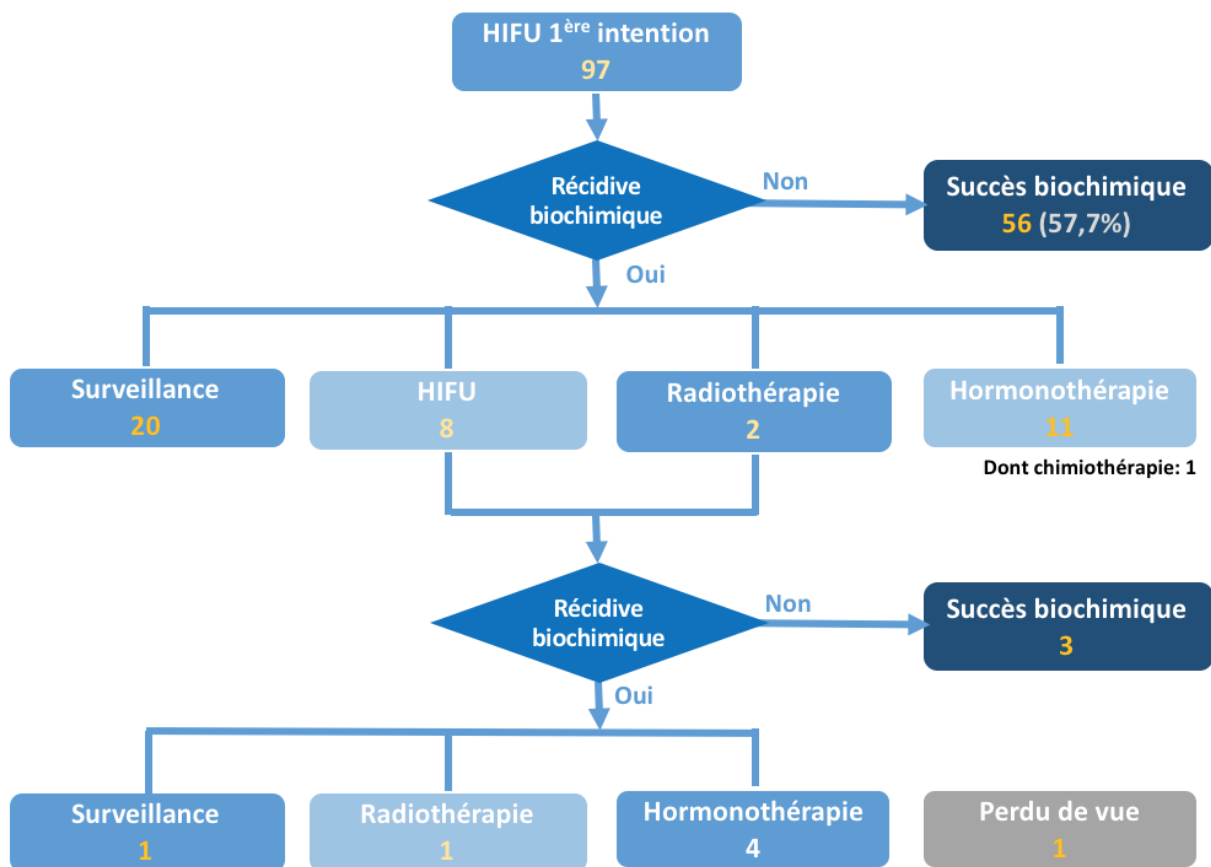 HIFU 1ère intention
97
Récidive
biochimique
Non
Succès biochimique
56 (57,7%)
Oui
Surveillance
20
HIFU
8
Radiothérapie
2
Hormonothérapie
11
Dont chimiothérapie: 1
Récidive
biochimique
Non
Succès biochimique
3
Oui
Surveillance
1
Radiothérapie
1
Hormonothérapie
4
Perdu de vue
1